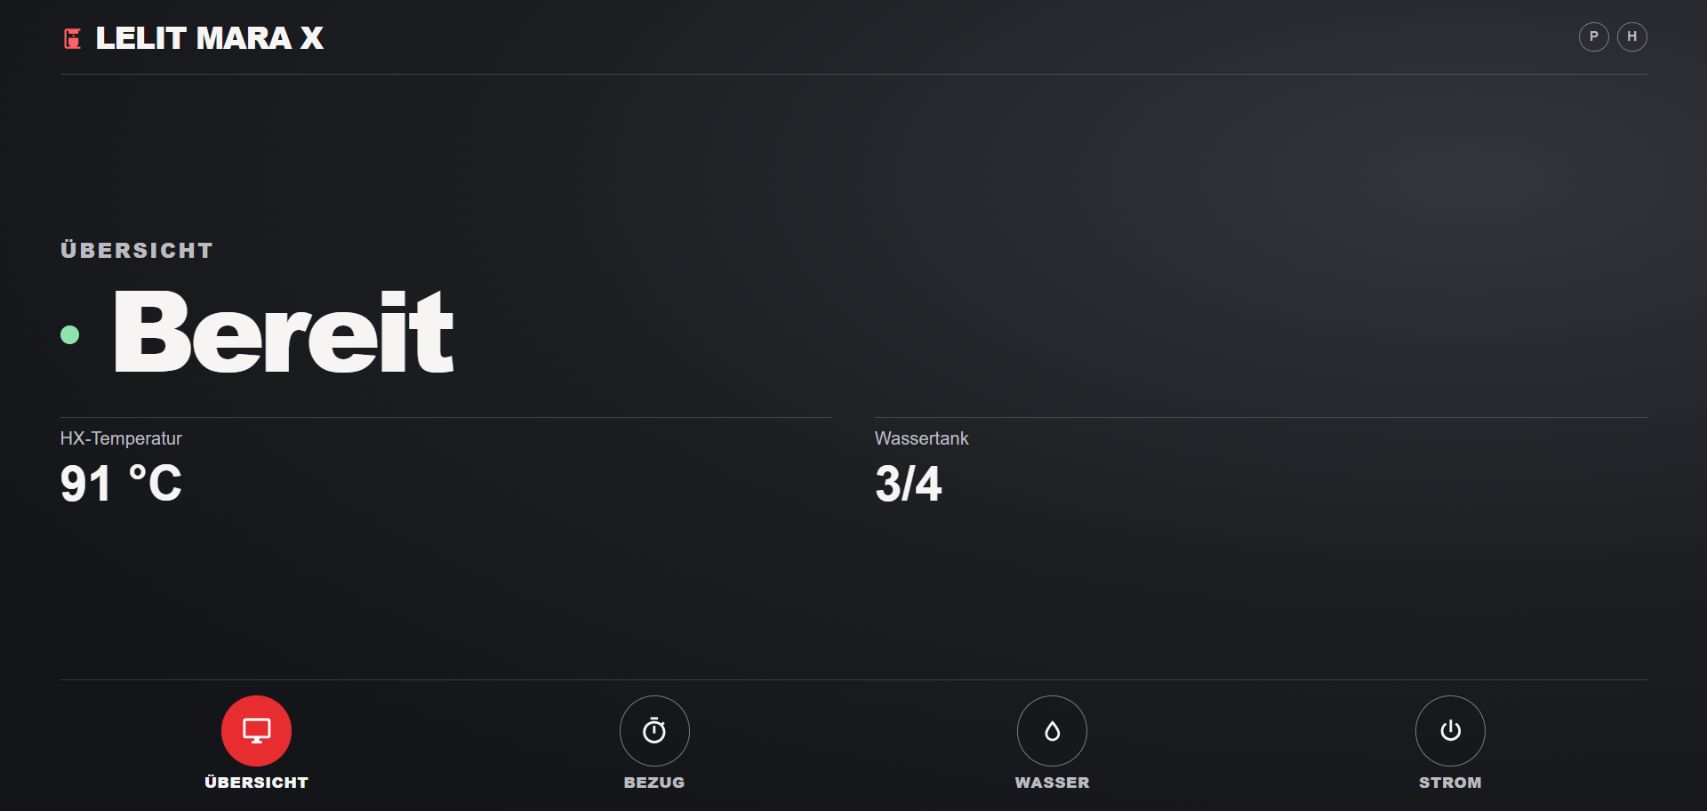 LELIT MARA X
P H
ÜBERSICHT
Bereit
HX-Temperatur
91 °C
Wassertank
3/4
ÜBERSICHT
BEZUG
WASSER
STROM